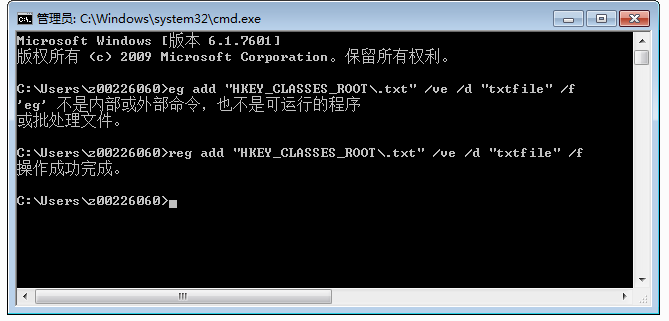 管理员: C:\Windows\system32\cmd.exe
Microsoft Windows [版本 6.1.7601]
版权所有 (c) 2009 Microsoft Corporation。保留所有权利。
C:\Users\z00226060>eg add "HKEY_CLASSES_ROOT\.txt" /ve /d "txtfile" /f
'eg' 不是内部或外部命令，也不是可运行的程序
或批处理文件。
C:\Users\z00226060>reg add "HKEY_CLASSES_ROOT\.txt" /ve /d "txtfile" /f
操作成功完成。
C:\Users\z00226060>